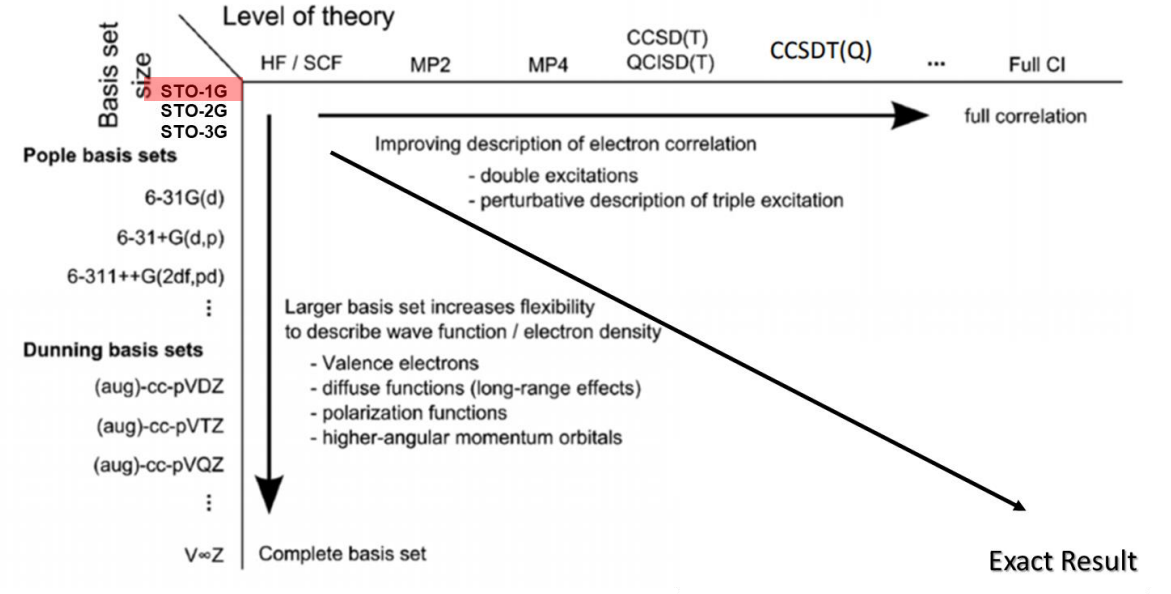 Level of theory
Basis set
size
HF / SCF
MP2
MP4
CCSD(T)
QCISD(T)
CCSDT(Q)
...
Full CI
STO-1G
STO-2G
STO-3G
full correlation
Improving description of electron correlation
- double excitations
- perturbative description of triple excitation
Pople basis sets
6-31G(d)
6-31+G(d,p)
6-311++G(2df,pd)
⋮
Larger basis set increases flexibility
to describe wave function / electron density
- Valence electrons
- diffuse functions (long-range effects)
- polarization functions
- higher-angular momentum orbitals
Dunning basis sets
(aug)-cc-pVDZ
(aug)-cc-pVTZ
(aug)-cc-pVQZ
⋮
V∞Z
Complete basis set
Exact Result